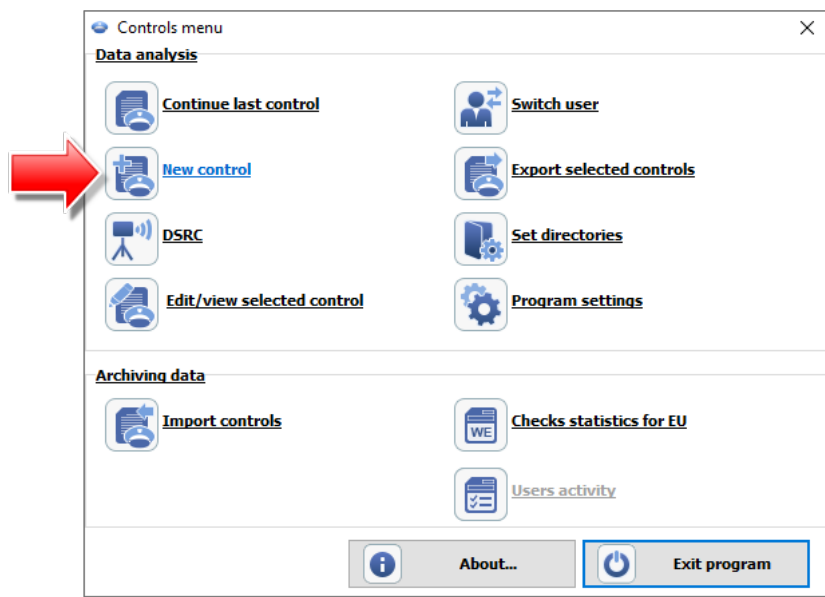 Controls menu
Data analysis
Continue last control
Switch user
New control
Export selected controls
DSRC
Set directories
Edit/view selected control
Program settings
Archiving data
Import controls
WE
Checks statistics for EU
Users activity
About...
Exit program